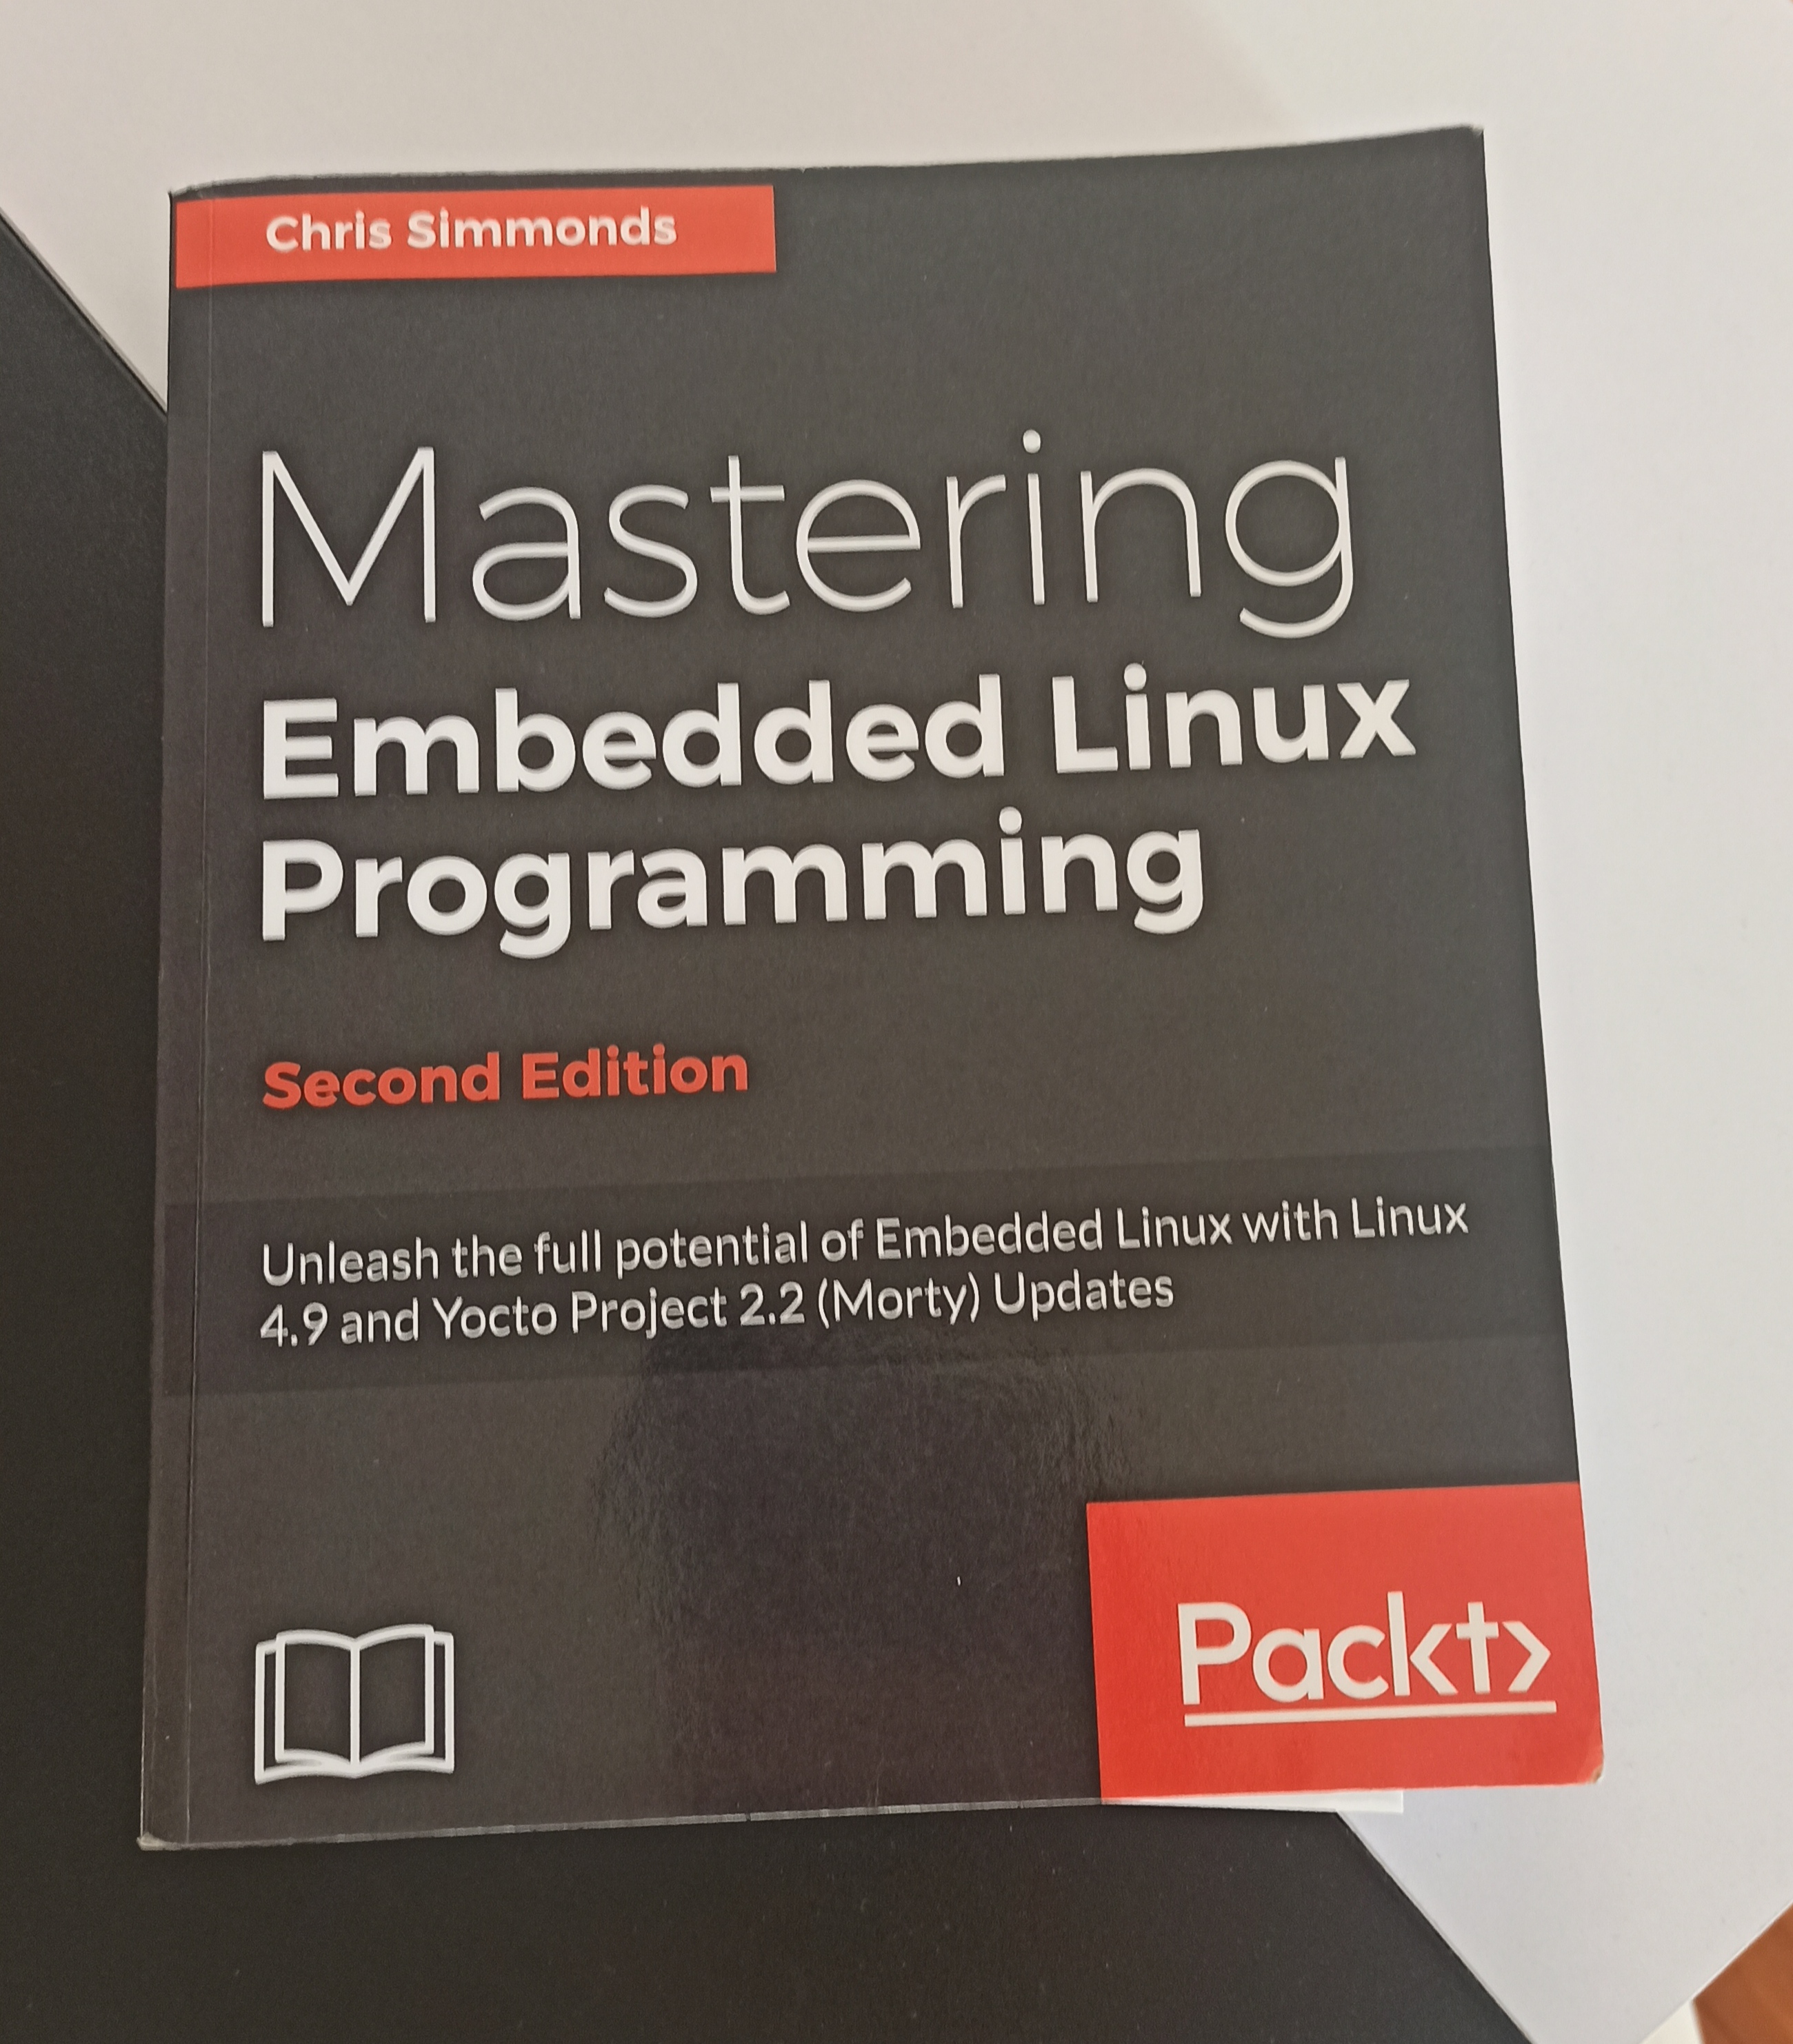 Chris Simmonds
Mastering
Embedded Linux
Programming
Second Edition
Unleash the full potential of Embedded Linux with Linux
4.9 and Yocto Project 2.2 (Morty) Updates
Packt>